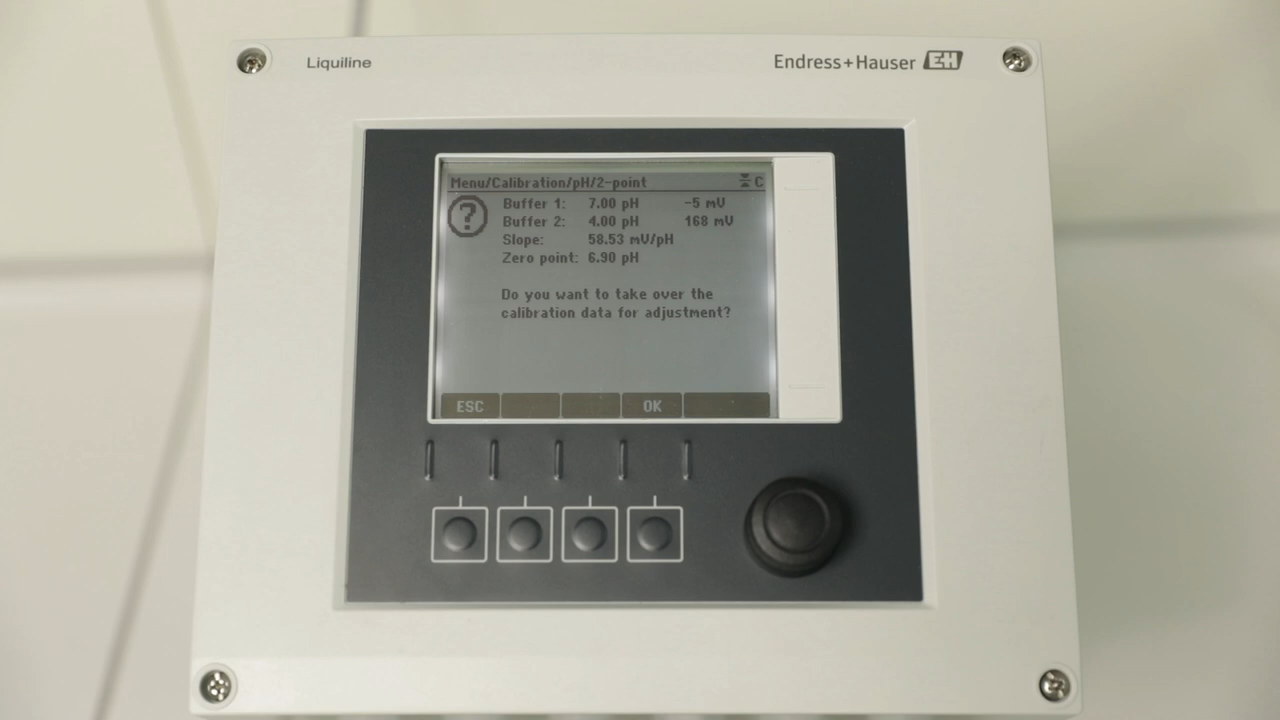 Liquiline
Endress+Hauser EH
Menu/Calibration/pH/2-point C
Buffer 1: 7.00 pH -5 mV
Buffer 2: 4.00 pH 168 mV
Slope: 58.53 mV/pH
Zero point: 6.90 pH
Do you want to take over the
calibration data for adjustment?
ESC OK